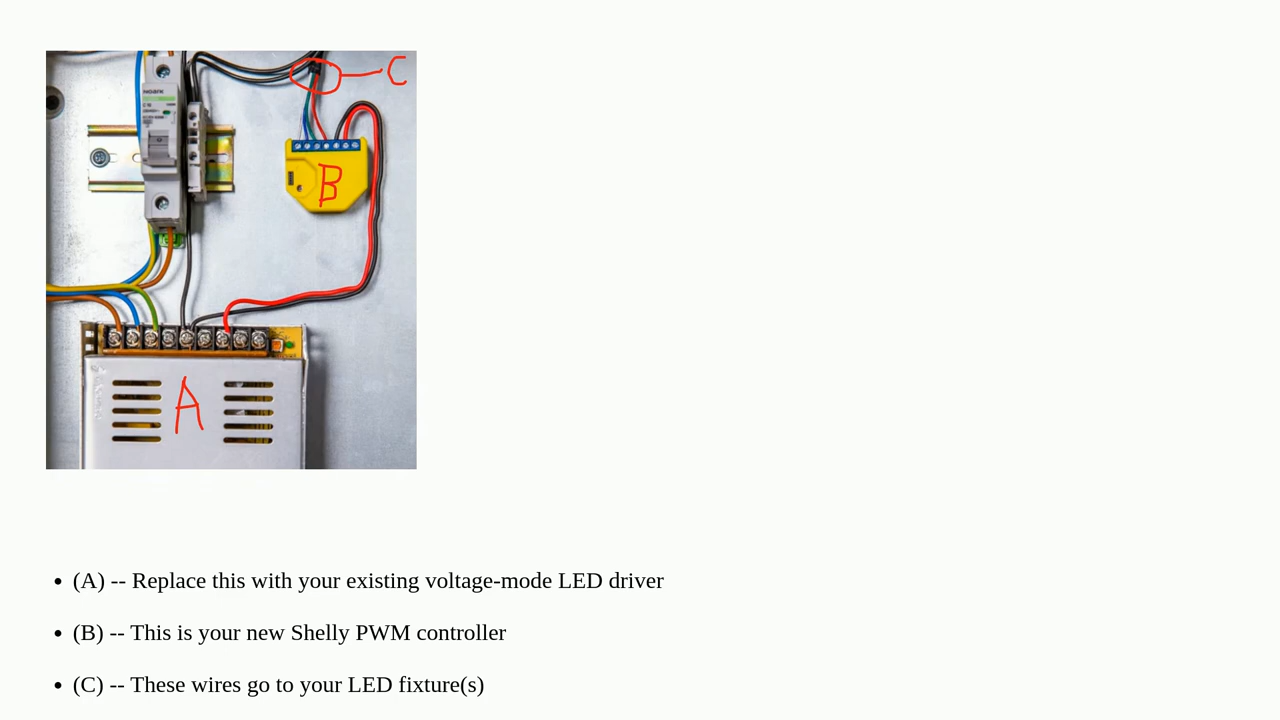 NOARK
C
B
A
(A) -- Replace this with your existing voltage-mode LED driver
(B) -- This is your new Shelly PWM controller
(C) -- These wires go to your LED fixture(s)